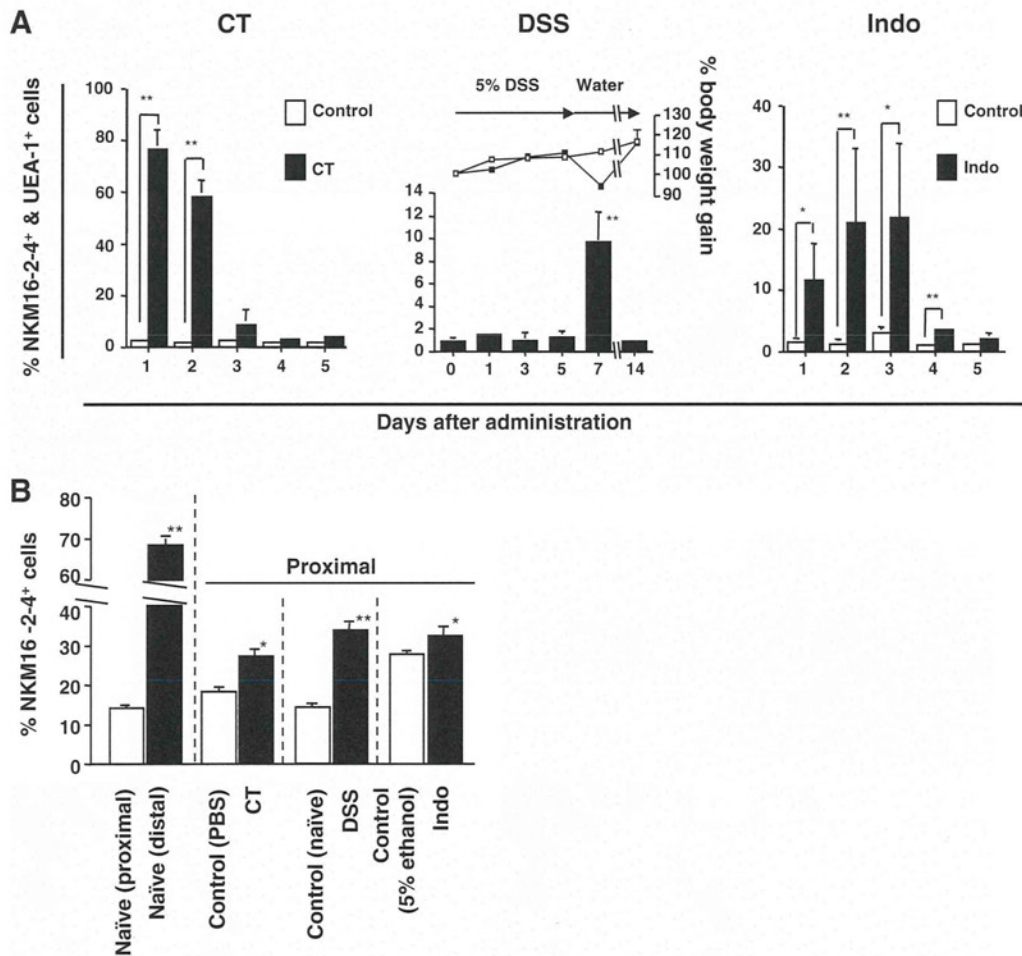 A
CT
DSS
Indo
% NKM16-2-4⁺ & UEA-1⁺ cells
100
80
60
40
20
0
**
**
Control
CT
1 2 3 4 5
5% DSS
Water
130
120
110
100
90
% body weight gain
14
12
10
8
6
4
2
0
**
0 1 3 5 7 14
40
30
20
10
0
*
**
*
**
Control
Indo
1 2 3 4 5
Days after administration
B
% NKM16 -2-4⁺ cells
80
70
60
40
30
20
10
0
**
Proximal
*
**
*
Naïve (proximal)
Naïve (distal)
Control (PBS)
CT
Control (naïve)
DSS
Control
(5% ethanol)
Indo